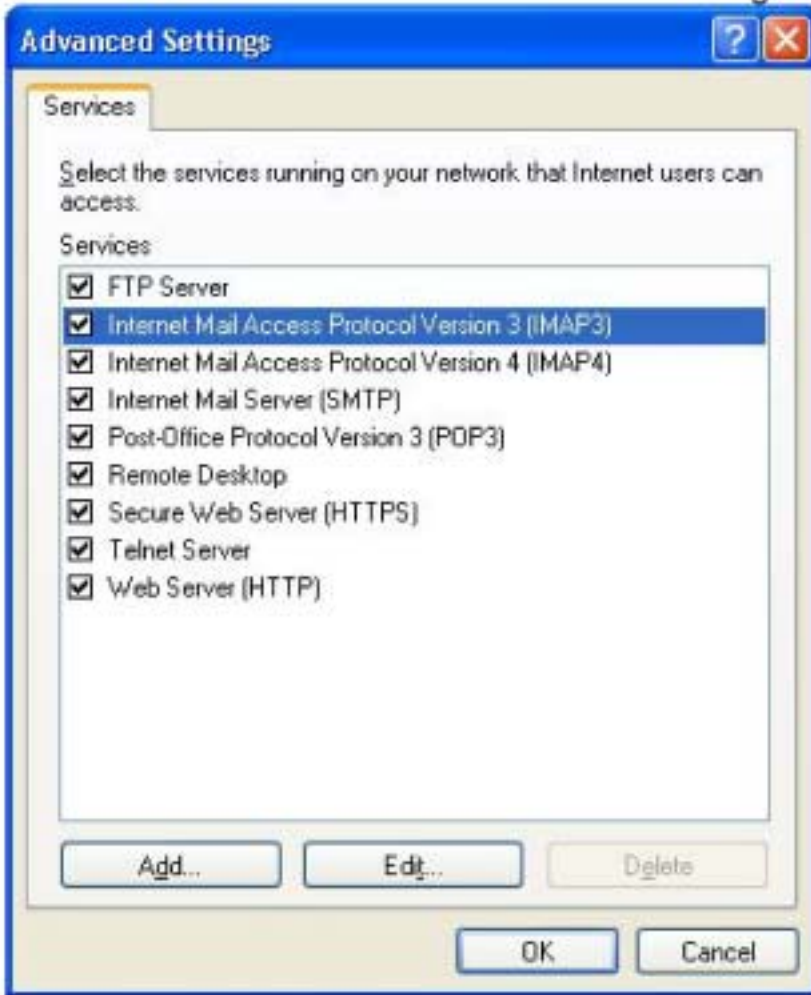 Advanced Settings
Services
Select the services running on your network that Internet users can
access.
Services
FTP Server
Internet Mail Access Protocol Version 3 (IMAP3)
Internet Mail Access Protocol Version 4 (IMAP4)
Internet Mail Server (SMTP)
Post-Office Protocol Version 3 (POP3)
Remote Desktop
Secure Web Server (HTTPS)
Telnet Server
Web Server (HTTP)
Add... Edit... Delete
OK Cancel